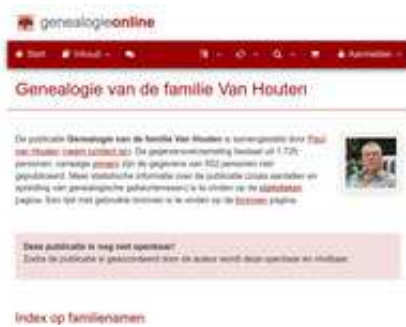 genealogieonline
Start Inhoud Aanmelden
Genealogie van de familie Van Houten
De publicatie Genealogie van de familie Van Houten is samengesteld door Paul
van Houten (neem contact op). De gegevensverzameling bestaat uit 1.725
personen, vanwege privacy zijn de gegevens van 502 personen niet
gepubliceerd. Meer statistische informatie over de publicatie (zoals aantallen en
spreiding van genealogische gebeurtenissen) is te vinden op de statistieken
pagina. Een lijst met gebruikte bronnen is te vinden op de bronnen pagina.
Deze publicatie is nog niet openbaar!
Zodra de publicatie is geaccordeerd door de auteur wordt deze openbaar en vindbaar.
Index op familienamen